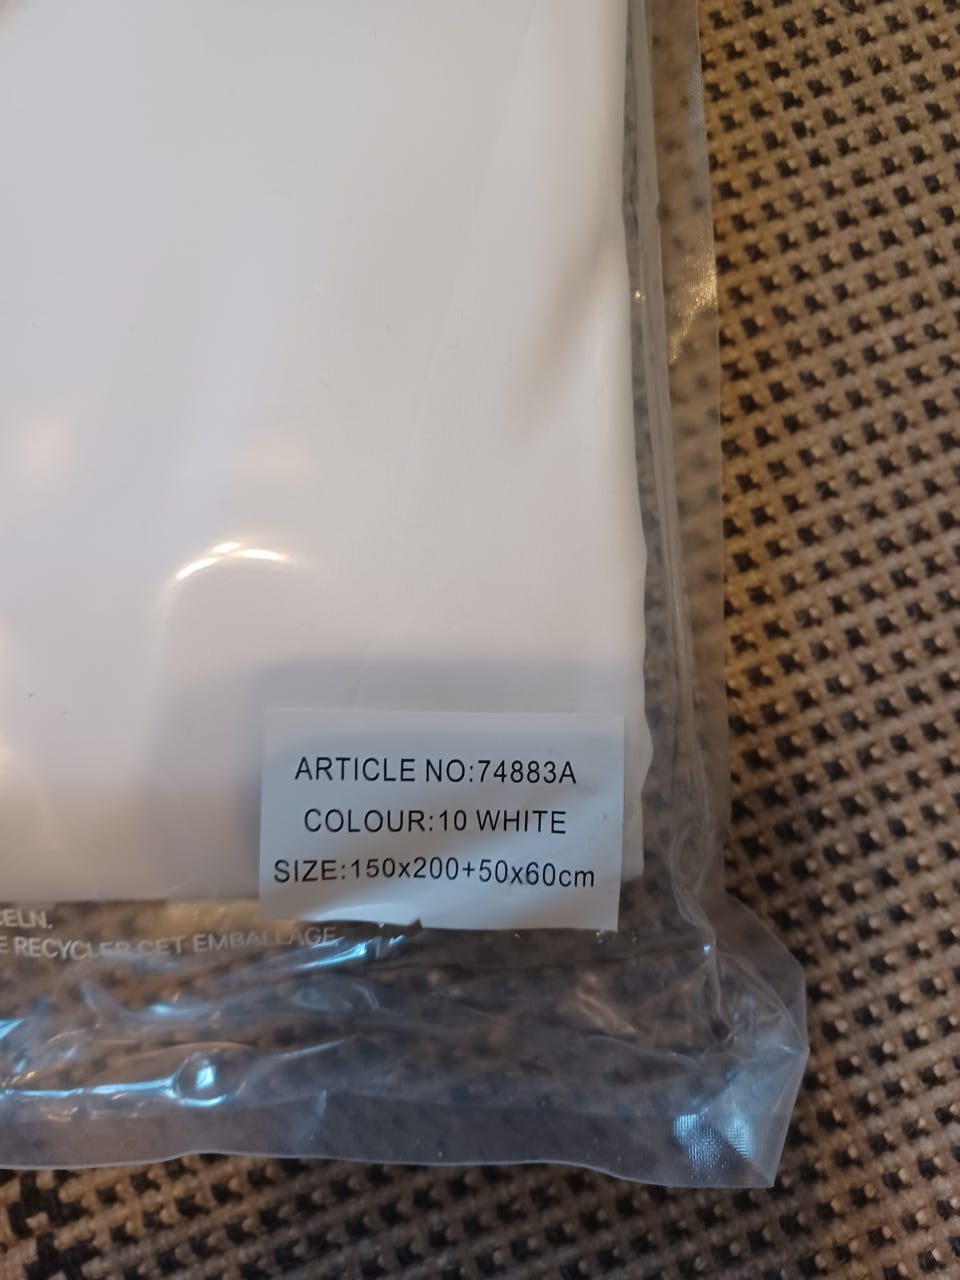 ARTICLE NO:74883A
COLOUR:10 WHITE
SIZE:150x200+50x60cm
CELN.
E RECYCLER CET EMBALLAGE.